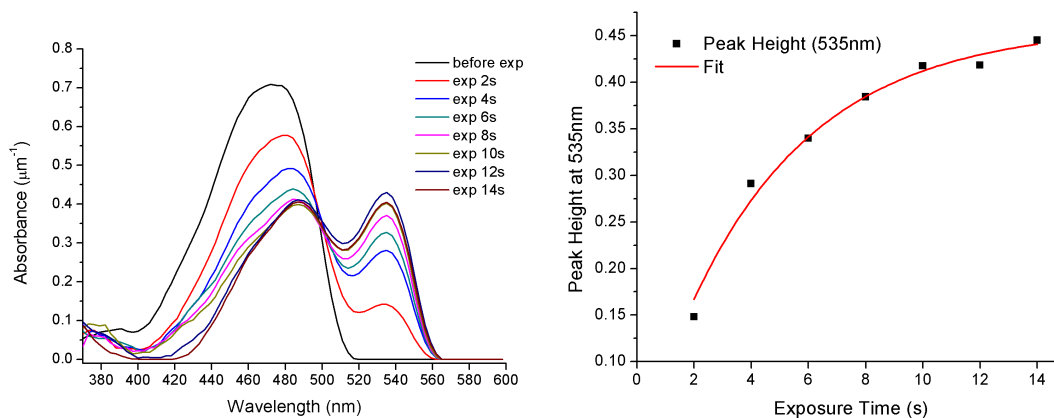 0.8
0.7
0.6
0.5
0.4
0.3
0.2
0.1
0.0
Absorbance (μm⁻¹)
before exp
exp 2s
exp 4s
exp 6s
exp 8s
exp 10s
exp 12s
exp 14s
380 400 420 440 460 480 500 520 540 560 580 600
Wavelength (nm)
0.45
0.40
0.35
0.30
0.25
0.20
0.15
0.10
Peak Height at 535nm
Peak Height (535nm)
Fit
0 2 4 6 8 10 12 14
Exposure Time (s)